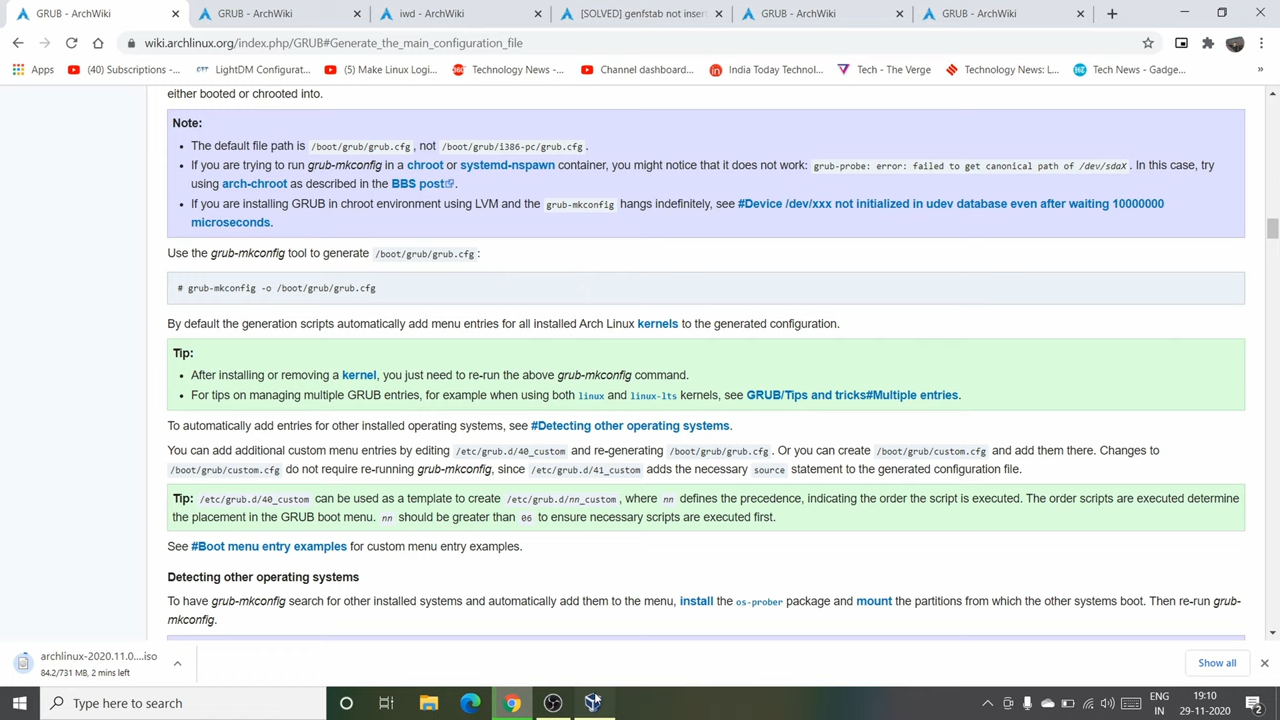 GRUB - ArchWiki
GRUB - ArchWiki
iwd - ArchWiki
[SOLVED] genfstab not insert
GRUB - ArchWiki
GRUB - ArchWiki
wiki.archlinux.org/index.php/GRUB#Generate_the_main_configuration_file
Apps
(40) Subscriptions -...
LightDM Configurat...
(5) Make Linux Logi...
Technology News -...
Channel dashboard...
India Today Technol...
Tech - The Verge
Technology News: L...
Tech News - Gadge...
»
either booted or chrooted into.
Note:
• The default file path is /boot/grub/grub.cfg, not /boot/grub/i386-pc/grub.cfg.
• If you are trying to run grub-mkconfig in a chroot or systemd-nspawn container, you might notice that it does not work: grub-probe: error: failed to get canonical path of /dev/sdaX. In this case, try
using arch-chroot as described in the BBS post.
• If you are installing GRUB in chroot environment using LVM and the grub-mkconfig hangs indefinitely, see #Device /dev/xxx not initialized in udev database even after waiting 10000000
microseconds.
Use the grub-mkconfig tool to generate /boot/grub/grub.cfg:
# grub-mkconfig -o /boot/grub/grub.cfg
By default the generation scripts automatically add menu entries for all installed Arch Linux kernels to the generated configuration.
Tip:
• After installing or removing a kernel, you just need to re-run the above grub-mkconfig command.
• For tips on managing multiple GRUB entries, for example when using both linux and linux-lts kernels, see GRUB/Tips and tricks#Multiple entries.
To automatically add entries for other installed operating systems, see #Detecting other operating systems.
You can add additional custom menu entries by editing /etc/grub.d/40_custom and re-generating /boot/grub/grub.cfg. Or you can create /boot/grub/custom.cfg and add them there. Changes to
/boot/grub/custom.cfg do not require re-running grub-mkconfig, since /etc/grub.d/41_custom adds the necessary source statement to the generated configuration file.
Tip: /etc/grub.d/40_custom can be used as a template to create /etc/grub.d/nn_custom, where nn defines the precedence, indicating the order the script is executed. The order scripts are executed determine
the placement in the GRUB boot menu. nn should be greater than 06 to ensure necessary scripts are executed first.
See #Boot menu entry examples for custom menu entry examples.
Detecting other operating systems
To have grub-mkconfig search for other installed systems and automatically add them to the menu, install the os-prober package and mount the partitions from which the other systems boot. Then re-run grub-
mkconfig.
archlinux-2020.11.0....iso
84.2/731 MB, 2 mins left
Show all
Type here to search
ENG
IN
19:10
29-11-2020
2